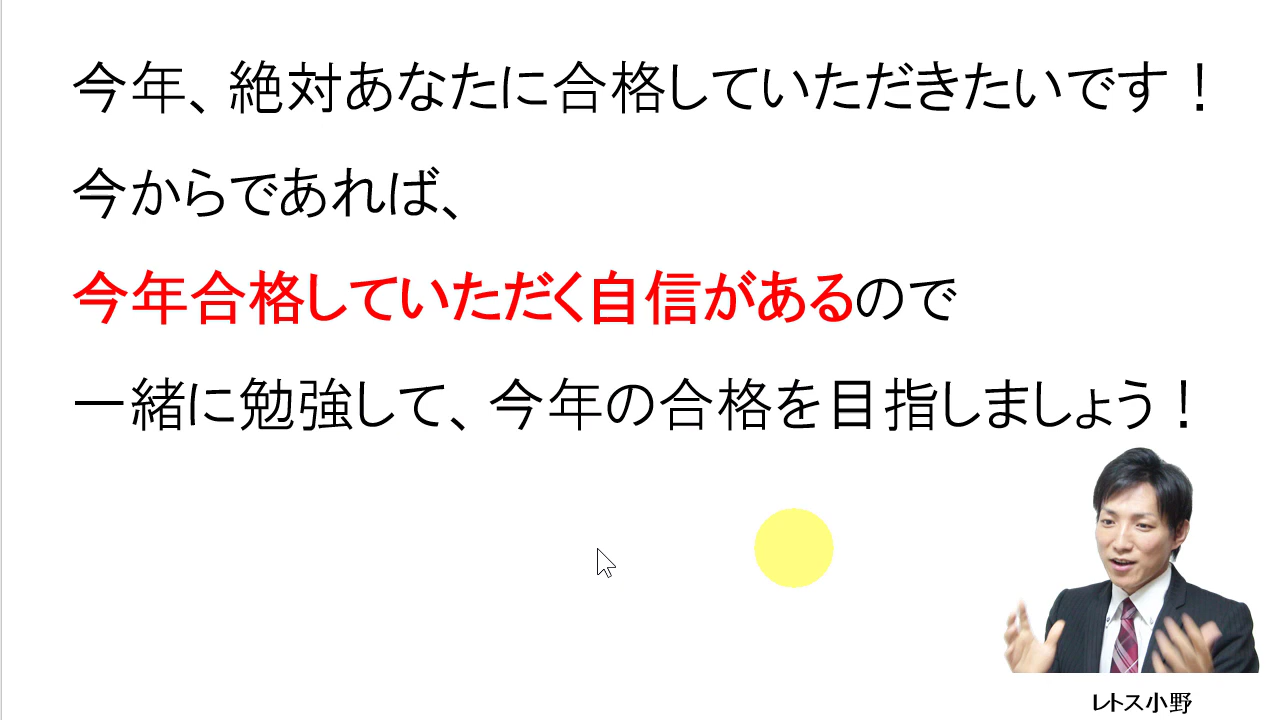 今年、絶対あなたに合格していただきたいです！
今からであれば、
今年合格していただく自信があるので
一緒に勉強して、今年の合格を目指しましょう！
レトス小野